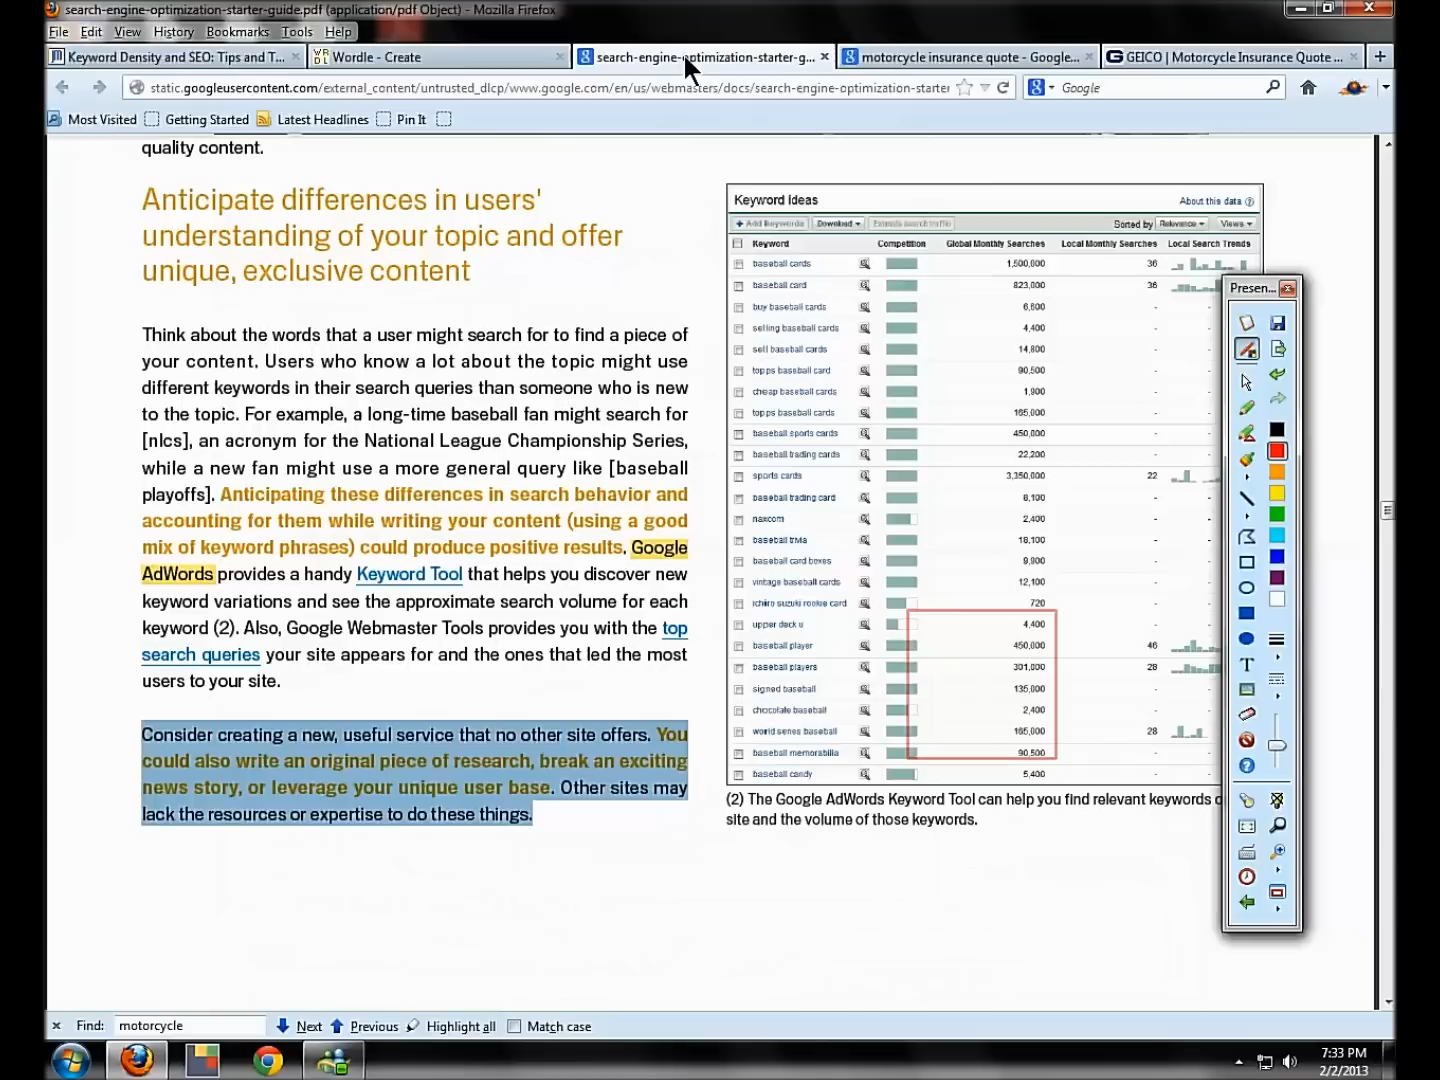 search-engine-optimization-starter-guide.pdf (application/pdf Object) - Mozilla Firefox
File Edit View History Bookmarks Tools Help
Keyword Density and SEO: Tips and T...
Wordle - Create
search-engine-optimization-starter-g...
motorcycle insurance quote - Google...
GEICO | Motorcycle Insurance Quote ...
static.googleusercontent.com/external_content/untrusted_dlcp/www.google.com/en/us/webmasters/docs/search-engine-optimization-starter
Google
Most Visited Getting Started Latest Headlines Pin It
quality content.
Anticipate differences in users'
understanding of your topic and offer
unique, exclusive content
Think about the words that a user might search for to find a piece of
your content. Users who know a lot about the topic might use
different keywords in their search queries than someone who is new
to the topic. For example, a long-time baseball fan might search for
[nlcs], an acronym for the National League Championship Series,
while a new fan might use a more general query like [baseball
playoffs]. Anticipating these differences in search behavior and
accounting for them while writing your content (using a good
mix of keyword phrases) could produce positive results. Google
AdWords provides a handy Keyword Tool that helps you discover new
keyword variations and see the approximate search volume for each
keyword (2). Also, Google Webmaster Tools provides you with the top
search queries your site appears for and the ones that led the most
users to your site.
Consider creating a new, useful service that no other site offers. You
could also write an original piece of research, break an exciting
news story, or leverage your unique user base. Other sites may
lack the resources or expertise to do these things.
Keyword Ideas About this data
+ Add Keywords Download Estimate search traffic Sorted by Relevance Views
Keyword Competition Global Monthly Searches Local Monthly Searches Local Search Trends
baseball cards 1,500,000 36
baseball card 823,000 36
buy baseball cards 6,600 -
selling baseball cards 4,400 -
sell baseball cards 14,800 -
topps baseball card 90,500 -
cheap baseball cards 1,900 -
topps baseball cards 165,000 -
baseball sports cards 450,000 -
baseball trading cards 22,200 -
sports cards 3,350,000 22
baseball trading card 8,100 -
naxcom 2,400 -
baseball trivia 18,100 -
baseball card boxes 9,900 -
vintage baseball cards 12,100 -
ichiro suzuki rookie card 720 -
upper deck u 4,400 -
baseball player 450,000 46
baseball players 301,000 28
signed baseball 135,000 -
chocolate baseball 2,400 -
world series baseball 165,000 28
baseball memorabilia 90,500 -
baseball candy 5,400 -
(2) The Google AdWords Keyword Tool can help you find relevant keywords
site and the volume of those keywords.
Presen...
T
Find: motorcycle Next Previous Highlight all Match case
7:33 PM
2/2/2013